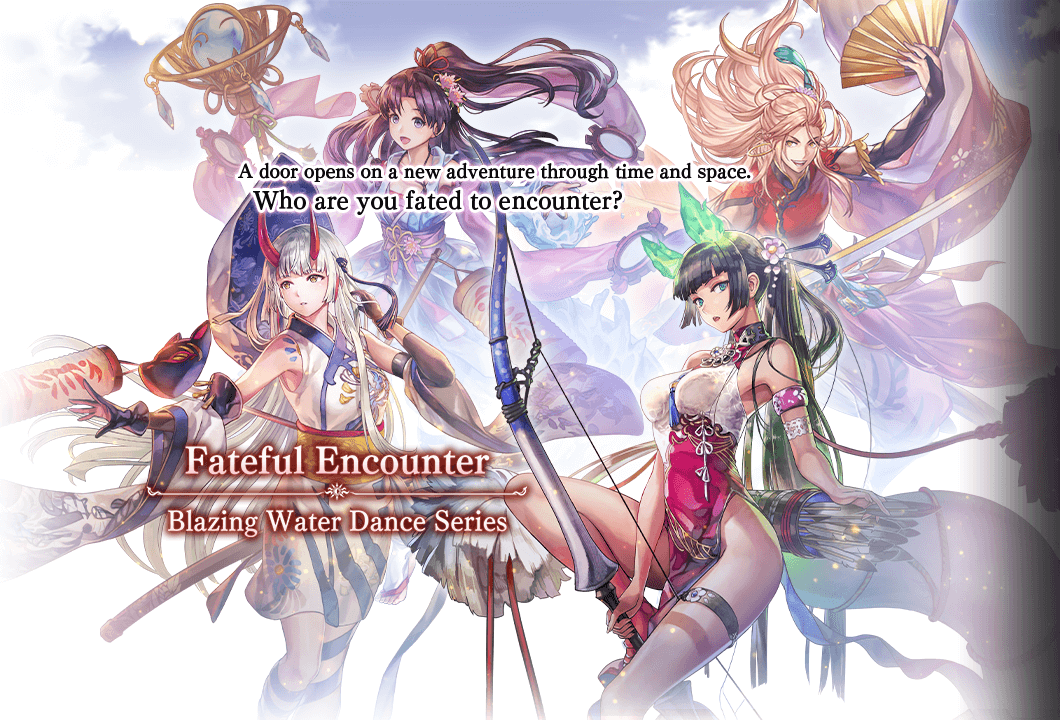 A door opens on a new adventure through time and space.
Who are you fated to encounter?
Fateful Encounter
Blazing Water Dance Series